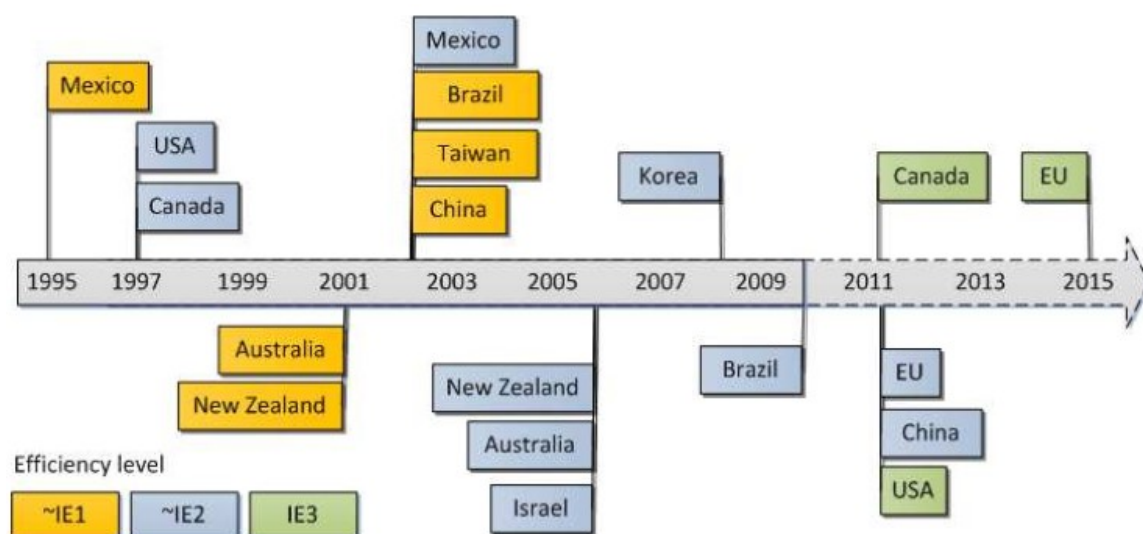 Mexico
Mexico
Brazil
USA
Taiwan
Korea
Canada
EU
Canada
China
1995 1997 1999 2001 2003 2005 2007 2009 2011 2013 2015
Australia
New Zealand
New Zealand
Brazil
EU
Australia
China
Efficiency level
USA
~IE1 ~IE2 IE3
Israel